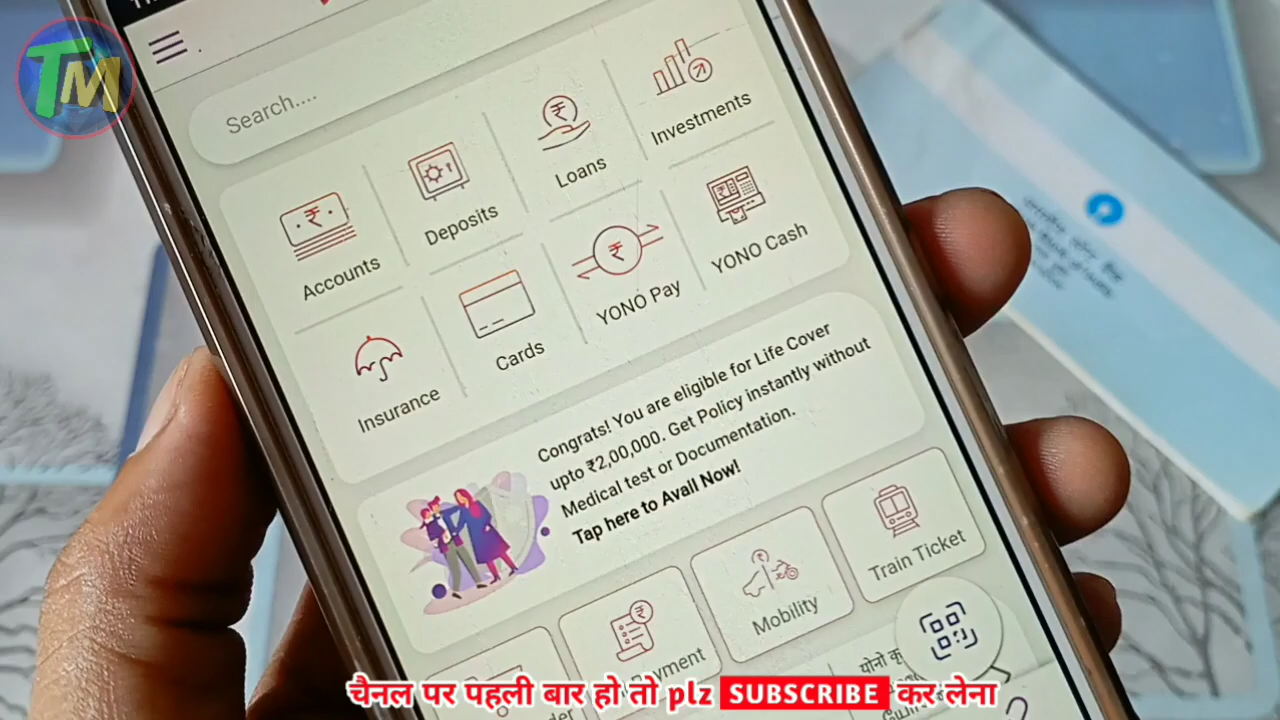 TM
Search....
Accounts
Deposits
Loans
Investments
Insurance
Cards
YONO Pay
YONO Cash
Congrats! You are eligible for Life Cover
upto ₹2,00,000. Get Policy instantly without
Medical test or Documentation.
Tap here to Avail Now!
Mobility
Train Ticket
चैनल पर पहली बार हो तो plz SUBSCRIBE कर लेना